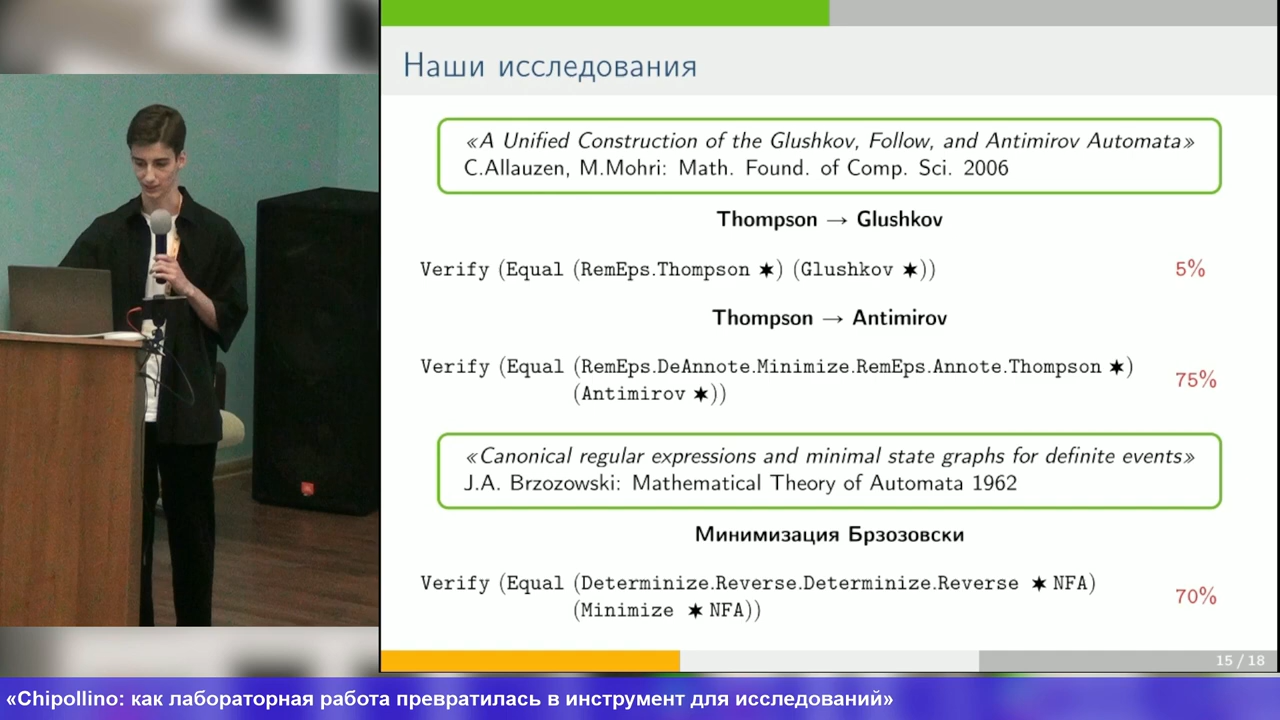 Наши исследования
«A Unified Construction of the Glushkov, Follow, and Antimirov Automata»
C.Allauzen, M.Mohri: Math. Found. of Comp. Sci. 2006
Thompson → Glushkov
Verify (Equal (RemEps.Thompson ★) (Glushkov ★)) 5%
Thompson → Antimirov
Verify (Equal (RemEps.DeAnnote.Minimize.RemEps.Annote.Thompson ★)
(Antimirov ★)) 75%
«Canonical regular expressions and minimal state graphs for definite events»
J.A. Brzozowski: Mathematical Theory of Automata 1962
Минимизация Брзозовски
Verify (Equal (Determinize.Reverse.Determinize.Reverse ★ NFA)
(Minimize ★ NFA)) 70%
15 / 18
«Chipollino: как лабораторная работа превратилась в инструмент для исследований»